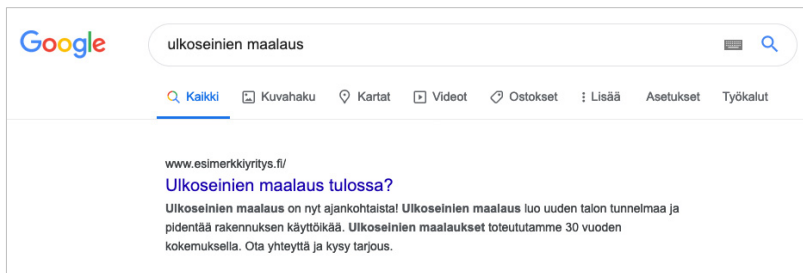 Google
ulkoseinien maalaus
Kaikki Kuvahaku Kartat Videot Ostokset Lisää Asetukset Työkalut
www.esimerkkiyritys.fi/
Ulkoseinien maalaus tulossa?
Ulkoseinien maalaus on nyt ajankohtaista! Ulkoseinien maalaus luo uuden talon tunnelmaa ja
pidentää rakennuksen käyttöikää. Ulkoseinien maalaukset toteututamme 30 vuoden
kokemuksella. Ota yhteyttä ja kysy tarjous.